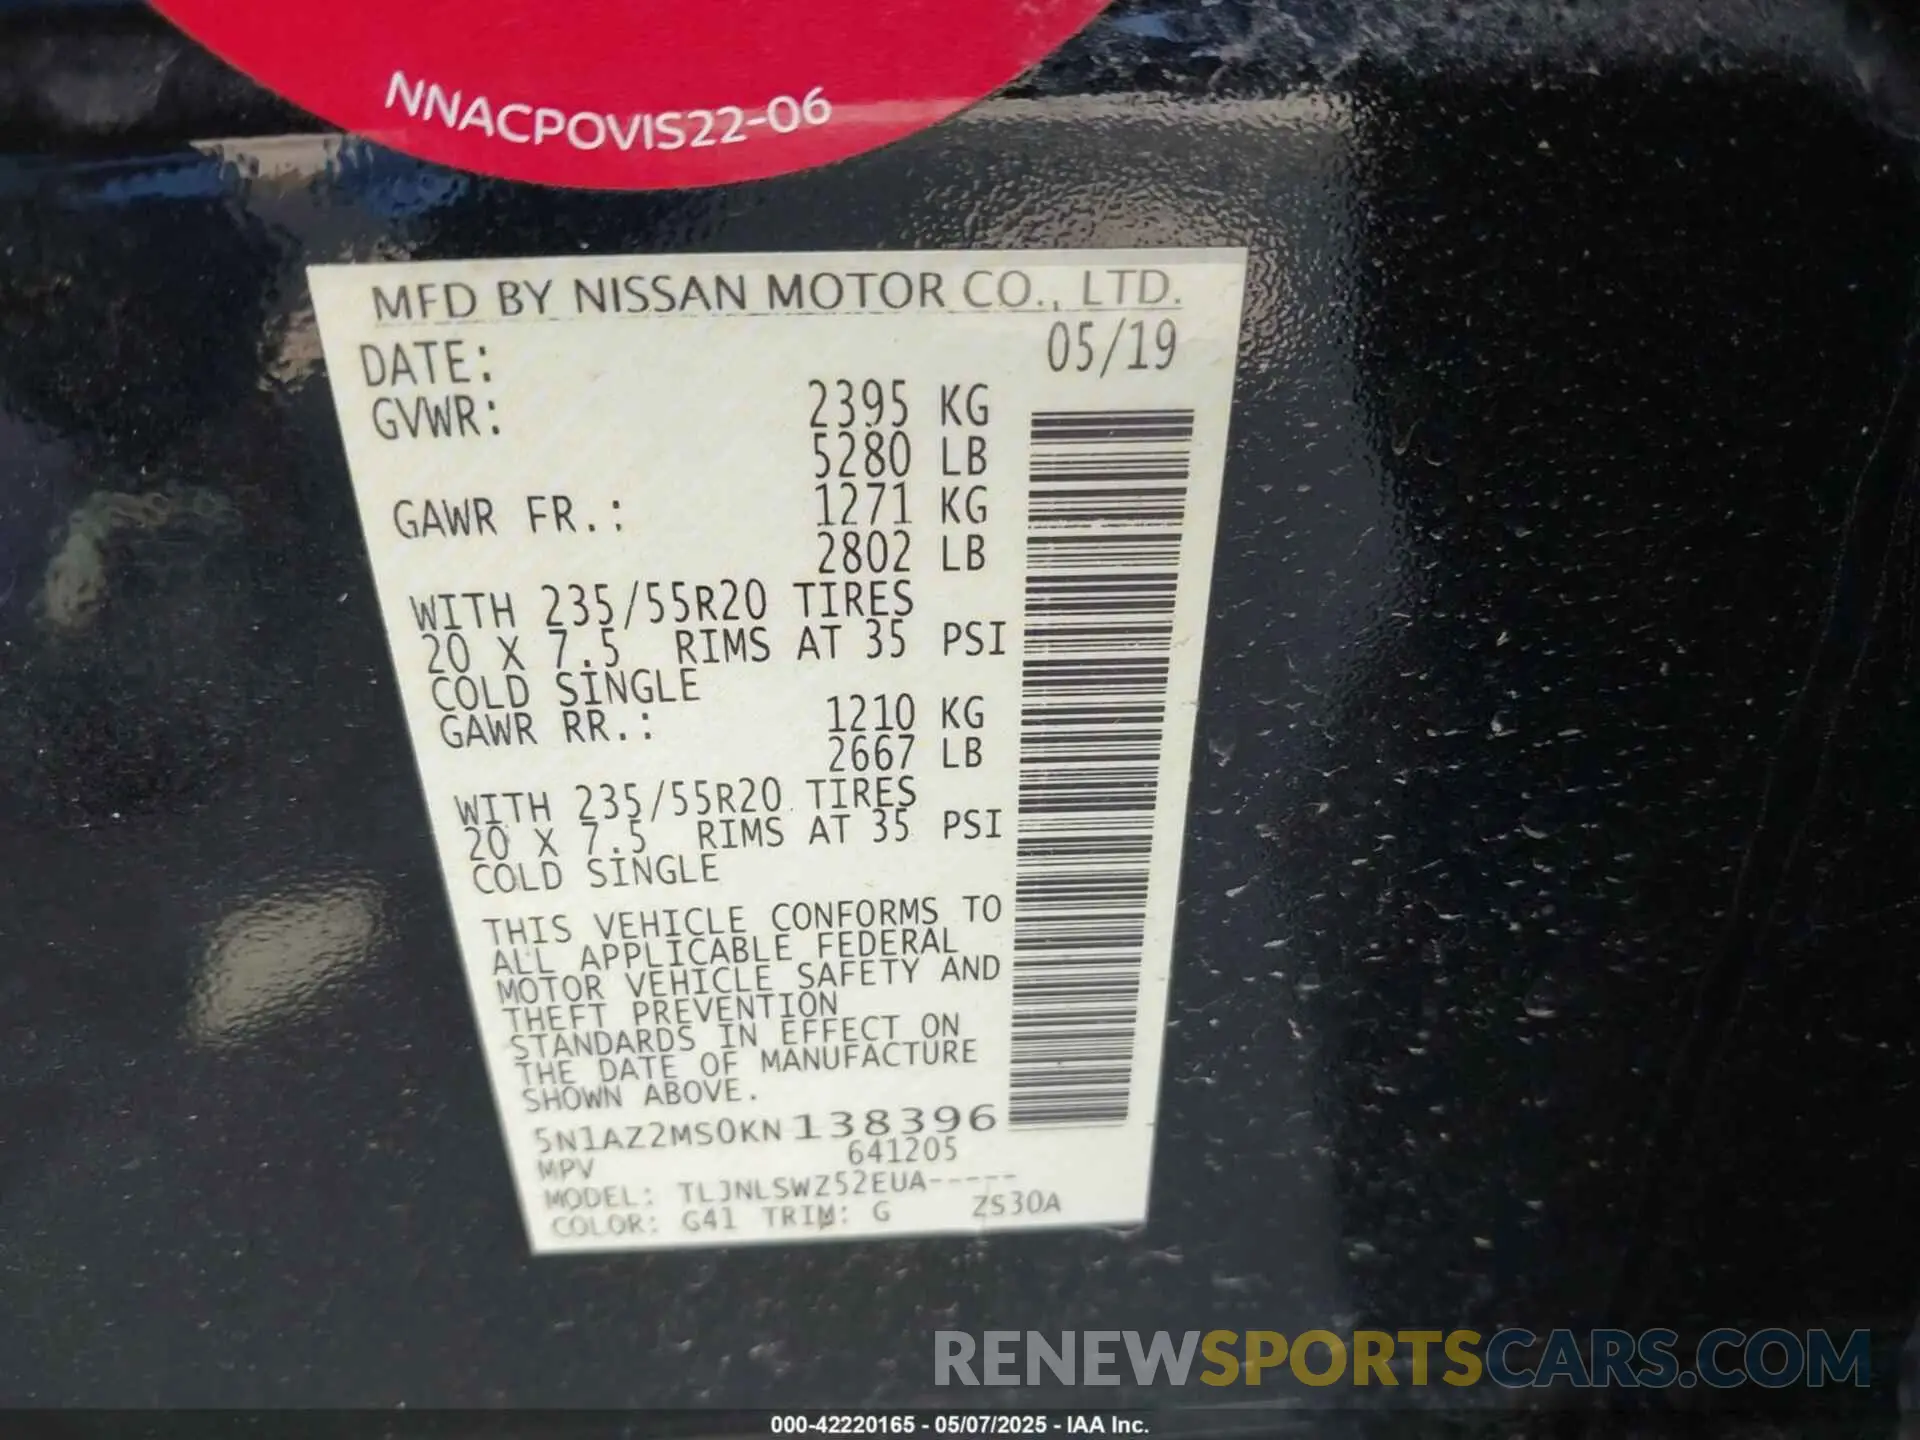 NNACPOVIS22-06
MFD BY NISSAN MOTOR CO., LTD.
DATE: 05/19
GVWR: 2395 KG
5280 LB
GAWR FR.: 1271 KG
2802 LB
WITH 235/55R20 TIRES
20 X 7.5 RIMS AT 35 PSI
COLD SINGLE
GAWR RR.: 1210 KG
2667 LB
WITH 235/55R20 TIRES
20 X 7.5 RIMS AT 35 PSI
COLD SINGLE
THIS VEHICLE CONFORMS TO
ALL APPLICABLE FEDERAL
MOTOR VEHICLE SAFETY AND
THEFT PREVENTION
STANDARDS IN EFFECT ON
THE DATE OF MANUFACTURE
SHOWN ABOVE.
5N1AZ2MS0KN138396
MPV 641205
MODEL: TLJNLSWZ52EUA-----
COLOR: G41 TRIM: G ZS30A
RENEWSPORTSCARS.COM
000-42220165 - 05/07/2025 - IAA Inc.